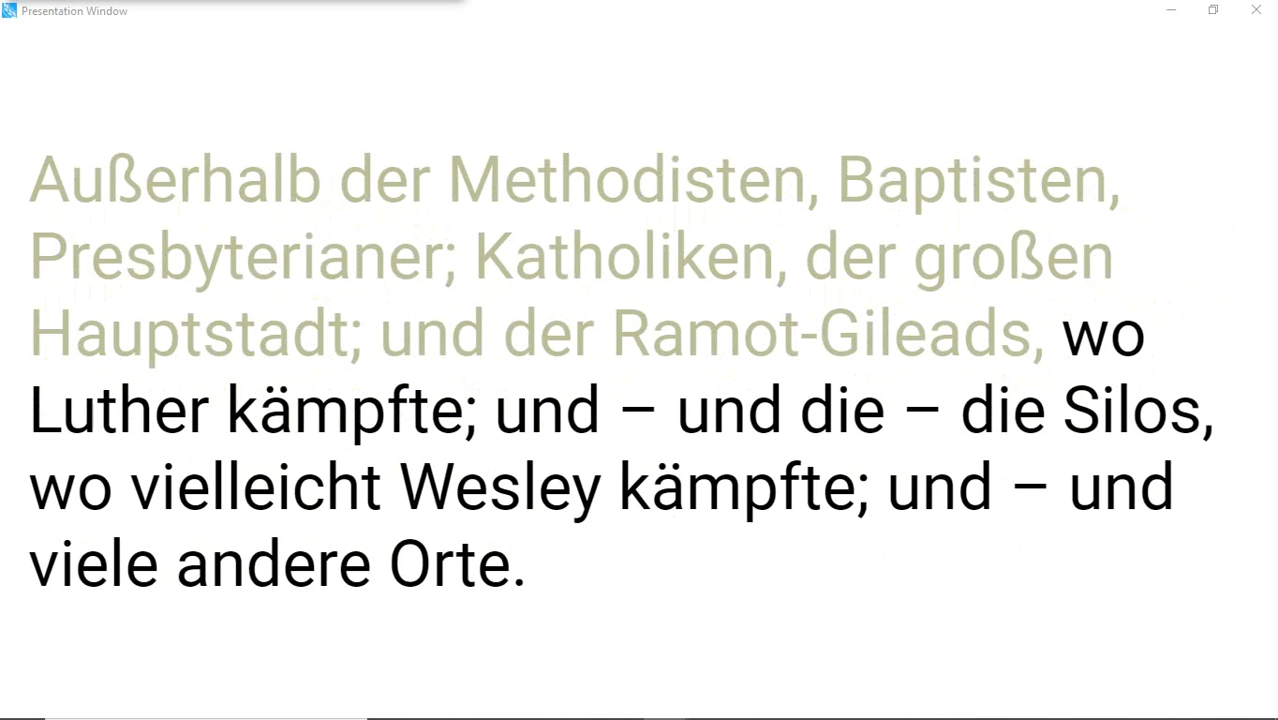 Presentation Window
Außerhalb der Methodisten, Baptisten,
Presbyterianer; Katholiken, der großen
Hauptstadt; und der Ramot-Gileads, wo
Luther kämpfte; und – und die – die Silos,
wo vielleicht Wesley kämpfte; und – und
viele andere Orte.